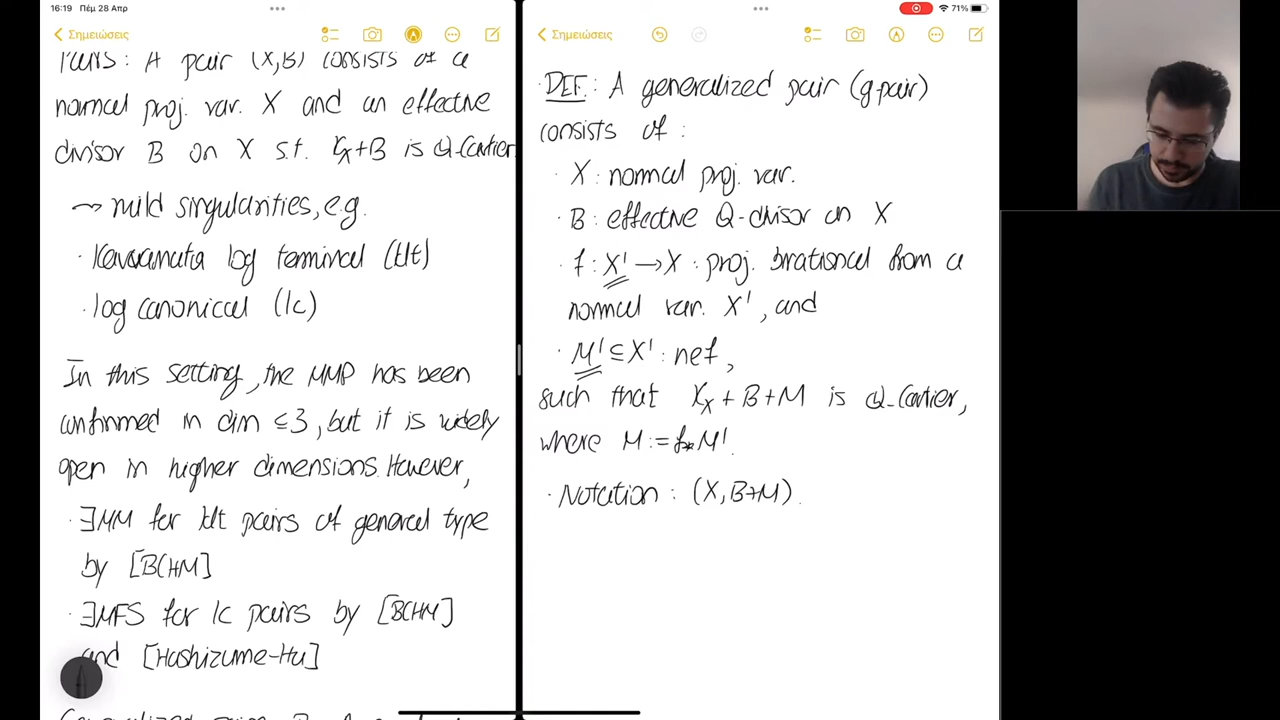 16:19 Πέμ 28 Απρ
71%
Σημειώσεις
Pairs: A pair (X,B) consists of a
normal proj. var. X and an effective
divisor B on X s.t. K_X+B is Q-Cartier.
⇝ mild singularities, e.g.
· Kawamata log terminal (klt)
· log canonical (lc)
In this setting, the MMP has been
confirmed in dim ≤3, but it is widely
open in higher dimensions. However,
· ∃MM for klt pairs of general type
by [BCHM]
· ∃MFS for lc pairs by [BCHM]
and [Hashizume-Hu]
Σημειώσεις
· DEF: A generalized pair (g-pair)
consists of:
· X: normal proj. var.
· B: effective Q-divisor on X
· f: X' → X: proj. birational from a
normal var. X', and
· M' ⊆ X': nef,
such that K_X + B + M is Q-Cartier,
where M := f_*M'.
· Notation: (X, B+M).